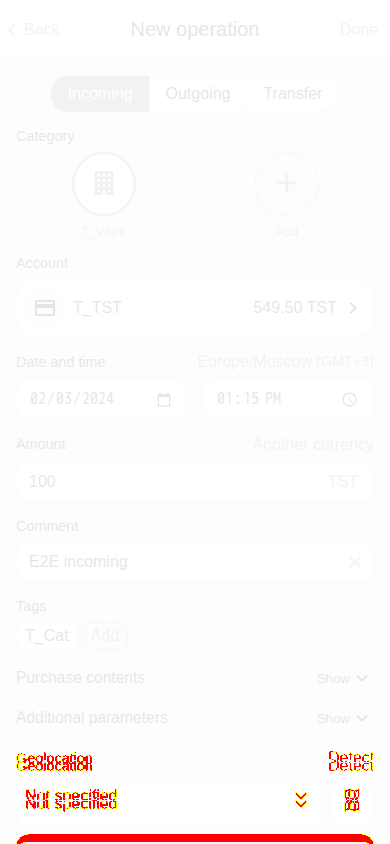 Back New operation Done
Incoming Outgoing Transfer
Category
T_Work Add
Account
T_TST 549.50 TST
Date and time Europe/Moscow (GMT+3)
02/03/2024 01:15 PM
Amount Another currency
100 TST
Comment
E2E incoming
Tags
T_Cat Add
Purchase contents Show
Additional parameters Show
Geolocation Detect
Not specified